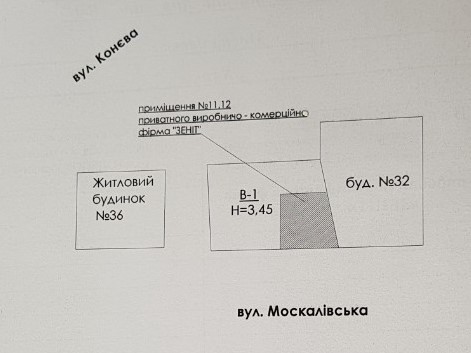 вул. Конєва
приміщення №11,12
приватного виробничо - комерційно
фірма "ЗЕНІТ"
Житловий
будинок
№36
В-1
Н=3,45
буд. №32
вул. Москалівська